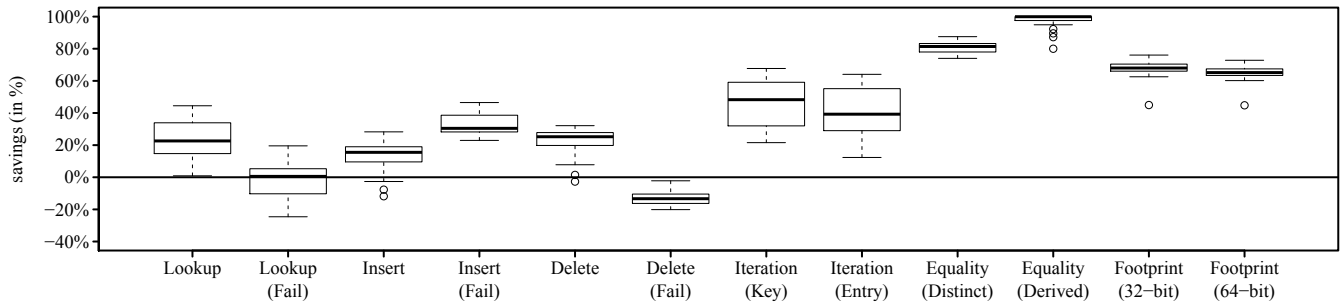 savings (in %)
100%
80%
60%
40%
20%
0%
−20%
−40%
Lookup
Lookup
(Fail)
Insert
Insert
(Fail)
Delete
Delete
(Fail)
Iteration
(Key)
Iteration
(Entry)
Equality
(Distinct)
Equality
(Derived)
Footprint
(32−bit)
Footprint
(64−bit)